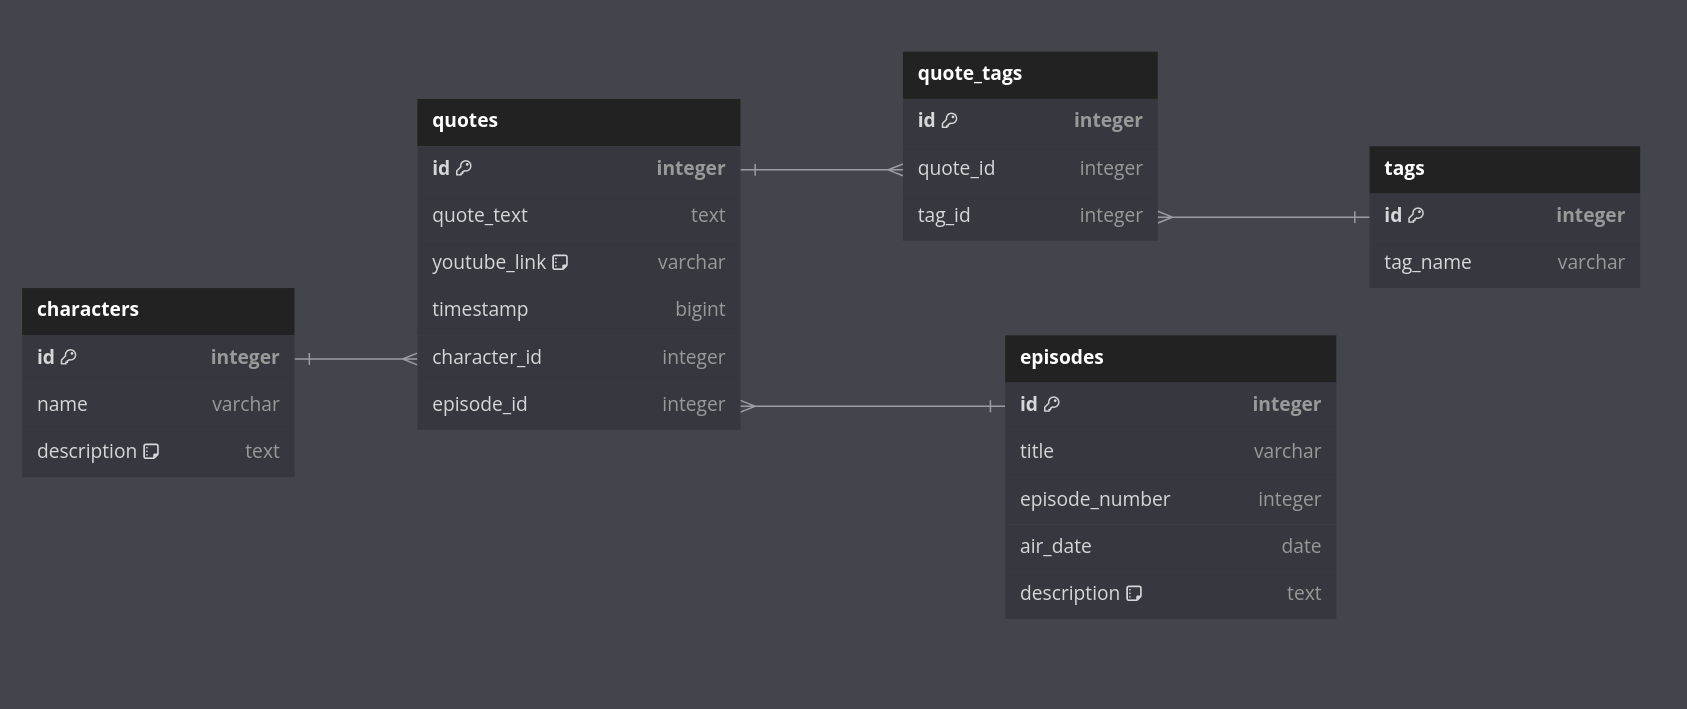 quote_tags
id integer
quote_id integer
tag_id integer
quotes
id integer
quote_text text
youtube_link varchar
timestamp bigint
character_id integer
episode_id integer
tags
id integer
tag_name varchar
characters
id integer
name varchar
description text
episodes
id integer
title varchar
episode_number integer
air_date date
description text